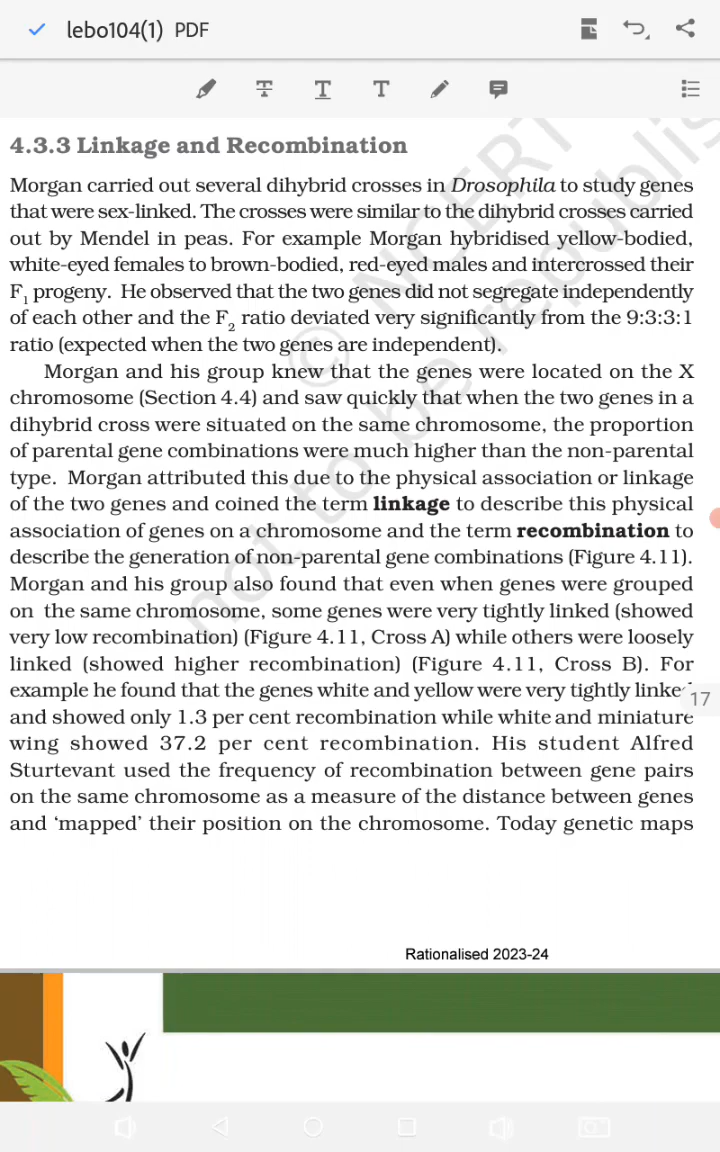 lebo104(1) PDF
4.3.3 Linkage and Recombination
Morgan carried out several dihybrid crosses in Drosophila to study genes
that were sex-linked. The crosses were similar to the dihybrid crosses carried
out by Mendel in peas. For example Morgan hybridised yellow-bodied,
white-eyed females to brown-bodied, red-eyed males and intercrossed their
F1 progeny. He observed that the two genes did not segregate independently
of each other and the F2 ratio deviated very significantly from the 9:3:3:1
ratio (expected when the two genes are independent).
Morgan and his group knew that the genes were located on the X
chromosome (Section 4.4) and saw quickly that when the two genes in a
dihybrid cross were situated on the same chromosome, the proportion
of parental gene combinations were much higher than the non-parental
type. Morgan attributed this due to the physical association or linkage
of the two genes and coined the term linkage to describe this physical
association of genes on a chromosome and the term recombination to
describe the generation of non-parental gene combinations (Figure 4.11).
Morgan and his group also found that even when genes were grouped
on the same chromosome, some genes were very tightly linked (showed
very low recombination) (Figure 4.11, Cross A) while others were loosely
linked (showed higher recombination) (Figure 4.11, Cross B). For
example he found that the genes white and yellow were very tightly linked
17
and showed only 1.3 per cent recombination while white and miniature
wing showed 37.2 per cent recombination. His student Alfred
Sturtevant used the frequency of recombination between gene pairs
on the same chromosome as a measure of the distance between genes
and ‘mapped’ their position on the chromosome. Today genetic maps
© NCERT
not to be republis
Rationalised 2023-24